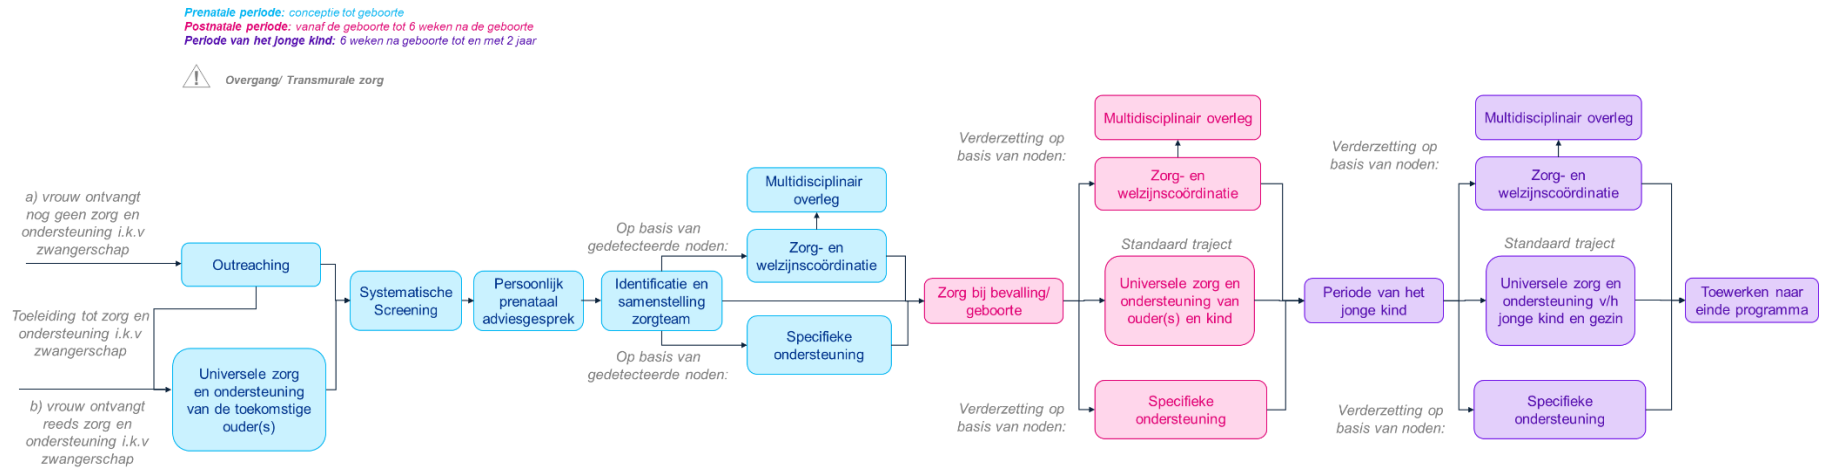 Prenatale periode: conceptie tot geboorte
Postnatale periode: vanaf de geboorte tot 6 weken na de geboorte
Periode van het jonge kind: 6 weken na geboorte tot en met 2 jaar
!
Overgang/ Transmurale zorg
a) vrouw ontvangt
nog geen zorg en
ondersteuning i.k.v
zwangerschap
Toeleiding tot zorg en
ondersteuning i.k.v
zwangerschap
b) vrouw ontvangt
reeds zorg en
ondersteuning i.k.v
zwangerschap
Outreaching
Universele zorg
en ondersteuning
van de toekomstige
ouder(s)
Systematische
Screening
Persoonlijk
prenataal
adviesgesprek
Identificatie en
samenstelling
zorgteam
Op basis van
gedetecteerde noden:
Multidisciplinair
overleg
Zorg- en
welzijnscoördinatie
Op basis van
gedetecteerde noden:
Specifieke
ondersteuning
Zorg bij bevalling/
geboorte
Verderzetting op
basis van noden:
Multidisciplinair overleg
Zorg- en
welzijnscoördinatie
Standaard traject
Universele zorg en
ondersteuning van
ouder(s) en kind
Verderzetting op
basis van noden:
Specifieke
ondersteuning
Periode van het
jonge kind
Verderzetting op
basis van noden:
Multidisciplinair overleg
Zorg- en
welzijnscoördinatie
Standaard traject
Universele zorg en
ondersteuning v/h
jonge kind en gezin
Verderzetting op
basis van noden:
Specifieke
ondersteuning
Toewerken naar
einde programma